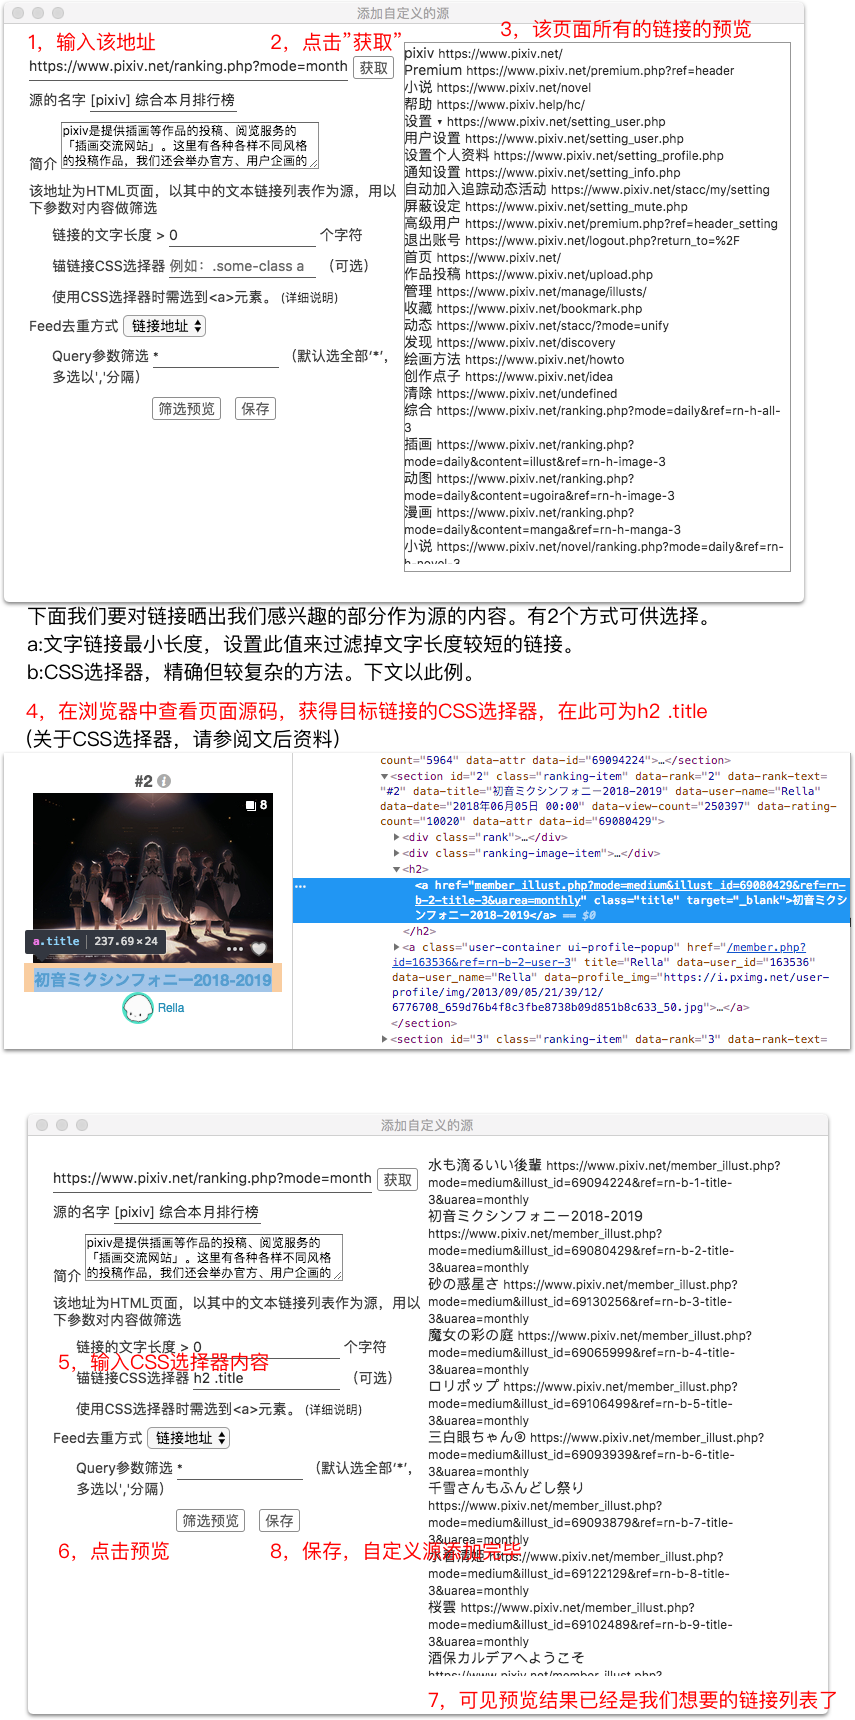 添加自定义的源
1，输入该地址
2，点击”获取”
3，该页面所有的链接的预览
https://www.pixiv.net/ranking.php?mode=month
获取
源的名字 [pixiv] 综合本月排行榜
简介
pixiv是提供插画等作品的投稿、阅览服务的
「插画交流网站」。这里有各种各样不同风格
的投稿作品，我们还会举办官方、用户企画的
该地址为HTML页面，以其中的文本链接列表作为源，用以
下参数对内容做筛选
链接的文字长度 > 0 个字符
锚链接CSS选择器 例如：.some-class a （可选）
使用CSS选择器时需选到<a>元素。 (详细说明)
Feed去重方式 链接地址
Query参数筛选 * （默认选全部‘*’，
多选以','分隔）
筛选预览 保存
pixiv https://www.pixiv.net/
Premium https://www.pixiv.net/premium.php?ref=header
小说 https://www.pixiv.net/novel
帮助 https://www.pixiv.help/hc/
设置 ▾ https://www.pixiv.net/setting_user.php
用户设置 https://www.pixiv.net/setting_user.php
设置个人资料 https://www.pixiv.net/setting_profile.php
通知设置 https://www.pixiv.net/setting_info.php
自动加入追踪动态活动 https://www.pixiv.net/stacc/my/setting
屏蔽设定 https://www.pixiv.net/setting_mute.php
高级用户 https://www.pixiv.net/premium.php?ref=header_setting
退出账号 https://www.pixiv.net/logout.php?return_to=%2F
首页 https://www.pixiv.net/
作品投稿 https://www.pixiv.net/upload.php
管理 https://www.pixiv.net/manage/illusts/
收藏 https://www.pixiv.net/bookmark.php
动态 https://www.pixiv.net/stacc/?mode=unify
发现 https://www.pixiv.net/discovery
绘画方法 https://www.pixiv.net/howto
创作点子 https://www.pixiv.net/idea
清除 https://www.pixiv.net/undefined
综合 https://www.pixiv.net/ranking.php?mode=daily&ref=rn-h-all-
3
插画 https://www.pixiv.net/ranking.php?
mode=daily&content=illust&ref=rn-h-image-3
动图 https://www.pixiv.net/ranking.php?
mode=daily&content=ugoira&ref=rn-h-image-3
漫画 https://www.pixiv.net/ranking.php?
mode=daily&content=manga&ref=rn-h-manga-3
小说 https://www.pixiv.net/novel/ranking.php?mode=daily&ref=rn-
h-novel-3
下面我们要对链接晒出我们感兴趣的部分作为源的内容。有2个方式可供选择。
a:文字链接最小长度，设置此值来过滤掉文字长度较短的链接。
b:CSS选择器，精确但较复杂的方法。下文以此例。
4，在浏览器中查看页面源码，获得目标链接的CSS选择器，在此可为h2 .title
(关于CSS选择器，请参阅文后资料)
#2
8
a.title 237.69×24
初音ミクシンフォニー2018-2019
Rella
count="5964" data-attr data-id="69094224">…</section>
<section id="2" class="ranking-item" data-rank="2" data-rank-text=
"#2" data-title="初音ミクシンフォニー2018-2019" data-user-name="Rella"
data-date="2018年06月05日 00:00" data-view-count="250397" data-rating-
count="10020" data-attr data-id="69080429">
<div class="rank">…</div>
<div class="ranking-image-item">…</div>
<h2>
<a href="member_illust.php?mode=medium&illust_id=69080429&ref=rn-
b-2-title-3&uarea=monthly" class="title" target="_blank">初音ミクシ
ンフォニー2018-2019</a> == $0
</h2>
<a class="user-container ui-profile-popup" href="/member.php?
id=163536&ref=rn-b-2-user-3" title="Rella" data-user_id="163536"
data-user_name="Rella" data-profile_img="https://i.pximg.net/user-
profile/img/2013/09/05/21/39/12/
6776708_659d76b4f8c3fbe8738b09d851b8c633_50.jpg">…</a>
</section>
<section id="3" class="ranking-item" data-rank="3" data-rank-text=
添加自定义的源
https://www.pixiv.net/ranking.php?mode=month
获取
源的名字 [pixiv] 综合本月排行榜
简介
pixiv是提供插画等作品的投稿、阅览服务的
「插画交流网站」。这里有各种各样不同风格
的投稿作品，我们还会举办官方、用户企画的
该地址为HTML页面，以其中的文本链接列表作为源，用以
下参数对内容做筛选
链接的文字长度 > 0 个字符
5，输入CSS选择器内容
锚链接CSS选择器 h2 .title （可选）
使用CSS选择器时需选到<a>元素。 (详细说明)
Feed去重方式 链接地址
Query参数筛选 * （默认选全部‘*’，
多选以','分隔）
筛选预览 保存
6，点击预览
8，保存，自定义源添加完毕
水も滴るいい後輩 https://www.pixiv.net/member_illust.php?
mode=medium&illust_id=69094224&ref=rn-b-1-title-
3&uarea=monthly
初音ミクシンフォニー2018-2019
https://www.pixiv.net/member_illust.php?
mode=medium&illust_id=69080429&ref=rn-b-2-title-
3&uarea=monthly
砂の惑星さ https://www.pixiv.net/member_illust.php?
mode=medium&illust_id=69130256&ref=rn-b-3-title-
3&uarea=monthly
魔女の彩の庭 https://www.pixiv.net/member_illust.php?
mode=medium&illust_id=69065999&ref=rn-b-4-title-
3&uarea=monthly
ロリポップ https://www.pixiv.net/member_illust.php?
mode=medium&illust_id=69106499&ref=rn-b-5-title-
3&uarea=monthly
三白眼ちゃん⑨ https://www.pixiv.net/member_illust.php?
mode=medium&illust_id=69093939&ref=rn-b-6-title-
3&uarea=monthly
千雪さんもふんどし祭り
https://www.pixiv.net/member_illust.php?
mode=medium&illust_id=69093879&ref=rn-b-7-title-
3&uarea=monthly
水着清姫 https://www.pixiv.net/member_illust.php?
mode=medium&illust_id=69122129&ref=rn-b-8-title-
3&uarea=monthly
桜雲 https://www.pixiv.net/member_illust.php?
mode=medium&illust_id=69102489&ref=rn-b-9-title-
3&uarea=monthly
酒保カルデアへようこそ
https://www.pixiv.net/member_illust.php?
7，可见预览结果已经是我们想要的链接列表了